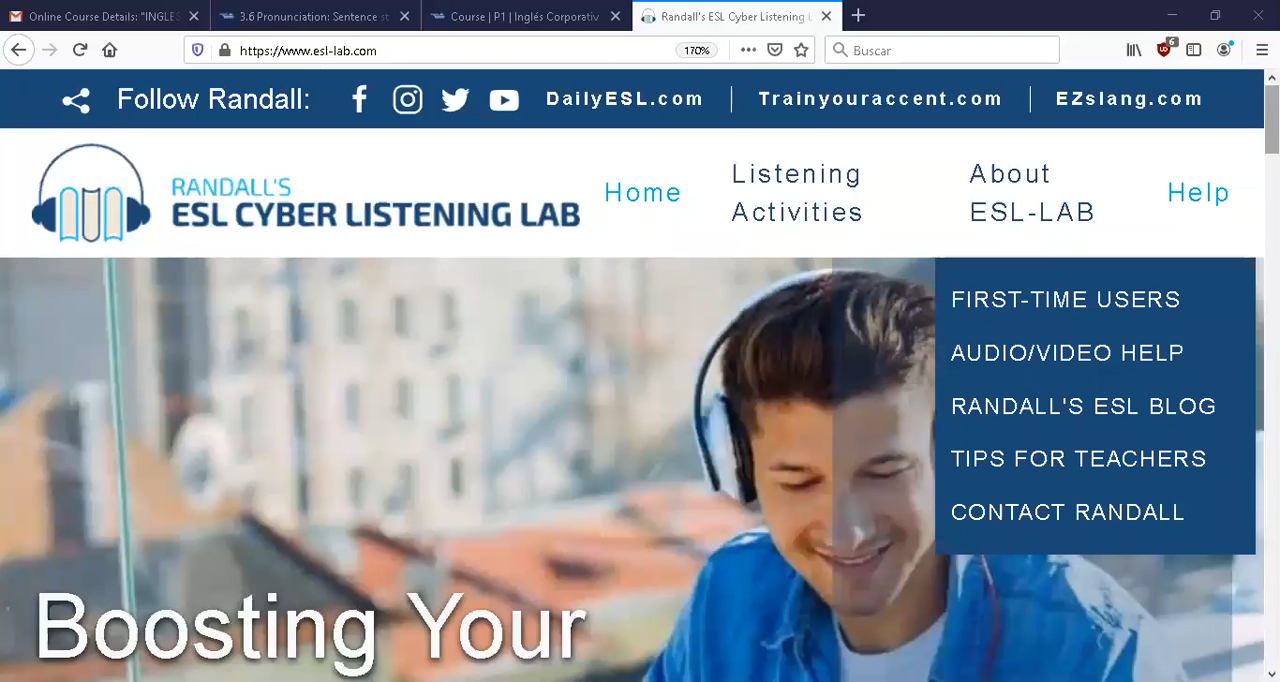 Online Course Details: "INGLES
3.6 Pronunciation: Sentence st
Course | P1 | Inglés Corporativ
Randall's ESL Cyber Listening L
https://www.esl-lab.com
170%
Buscar
6
Follow Randall:
DailyESL.com
Trainyouraccent.com
EZslang.com
RANDALL'S
ESL CYBER LISTENING LAB
Home
Listening
Activities
About
ESL-LAB
Help
FIRST-TIME USERS
AUDIO/VIDEO HELP
RANDALL'S ESL BLOG
TIPS FOR TEACHERS
CONTACT RANDALL
Boosting Your